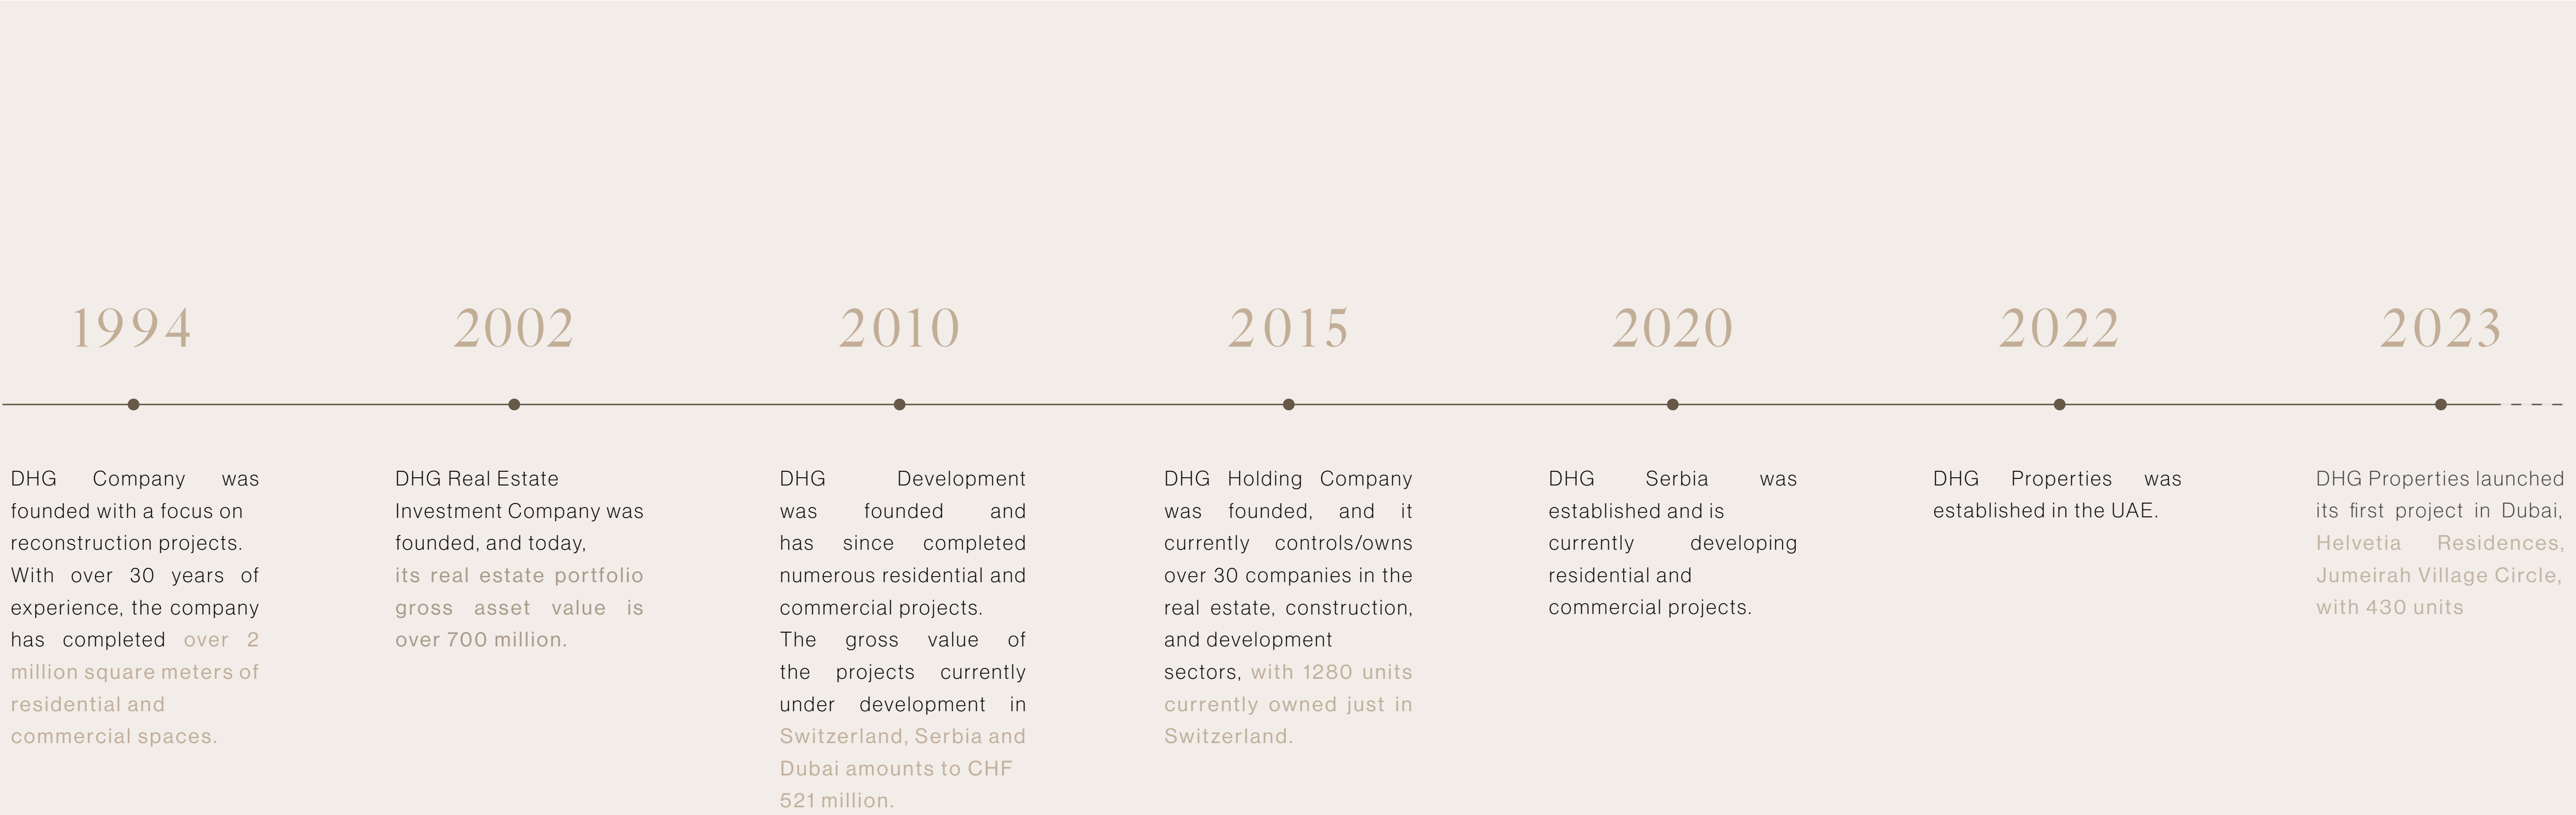 1994
DHG Company was
founded with a focus on
reconstruction projects.
With over 30 years of
experience, the company
has completed over 2
million square meters of
residential and
commercial spaces.
2002
DHG Real Estate
Investment Company was
founded, and today,
its real estate portfolio
gross asset value is
over 700 million.
2010
DHG Development
was founded and
has since completed
numerous residential and
commercial projects.
The gross value of
the projects currently
under development in
Switzerland, Serbia and
Dubai amounts to CHF
521 million.
2015
DHG Holding Company
was founded, and it
currently controls/owns
over 30 companies in the
real estate, construction,
and development
sectors, with 1280 units
currently owned just in
Switzerland.
2020
DHG Serbia was
established and is
currently developing
residential and
commercial projects.
2022
DHG Properties was
established in the UAE.
2023
DHG Properties launched
its first project in Dubai,
Helvetia Residences,
Jumeirah Village Circle,
with 430 units